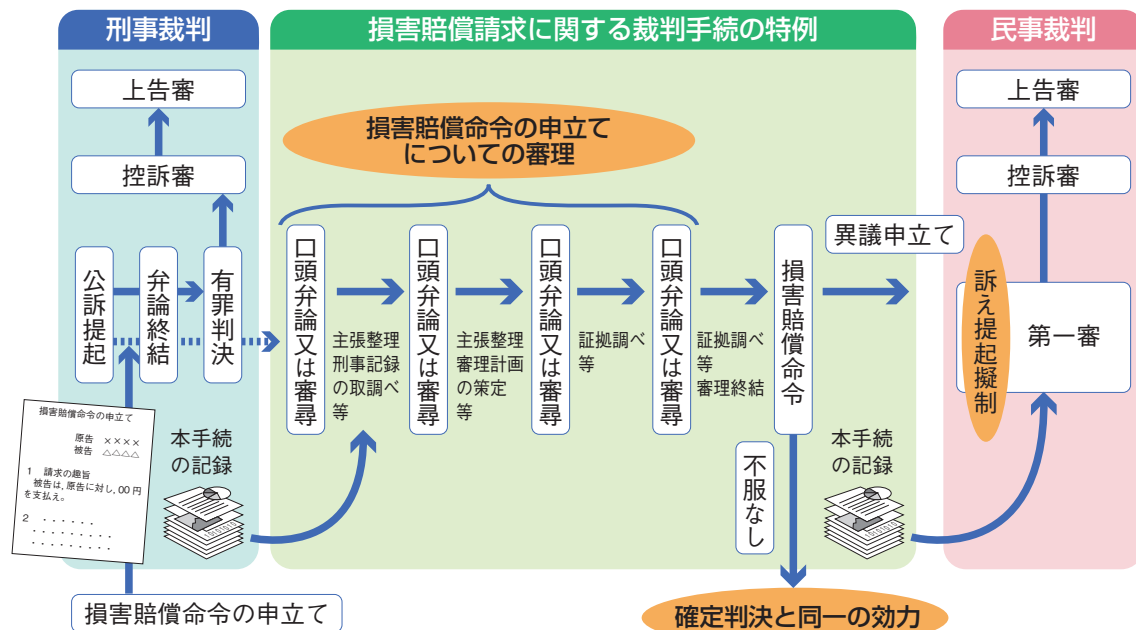 刑事裁判
損害賠償請求に関する裁判手続の特例
民事裁判
上告審
控訴審
公訴提起
弁論終結
有罪判決
損害賠償命令の申立て
原告 ××××
被告 △△△△
1 請求の趣旨
被告は,原告に対し,00円
を支払え。
2 ・・・・・・
・・・・・・・・・
・・・・・・・・・
本手続
の記録
損害賠償命令の申立て
損害賠償命令の申立て
についての審理
口頭弁論又は審尋
主張整理
刑事記録
の取調べ
等
口頭弁論又は審尋
主張整理
審理計画
の策定
等
口頭弁論又は審尋
証拠調べ
等
口頭弁論又は審尋
証拠調べ
等
審理終結
損害賠償命令
異議申立て
不服なし
本手続
の記録
確定判決と同一の効力
上告審
控訴審
訴え提起擬制
第一審